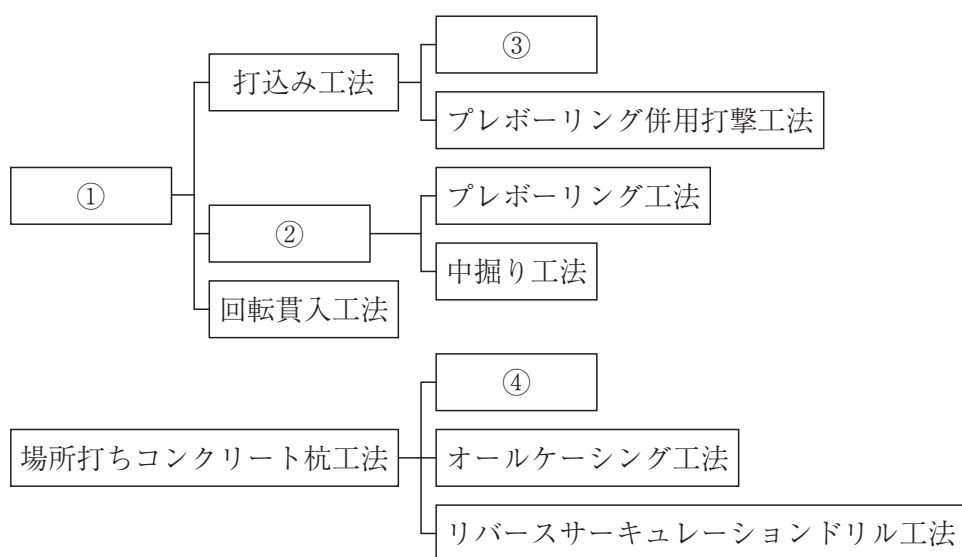 ③
打込み工法
プレボーリング併用打撃工法
①
プレボーリング工法
②
中掘り工法
回転貫入工法
④
場所打ちコンクリート杭工法
オールケーシング工法
リバースサーキュレーションドリル工法